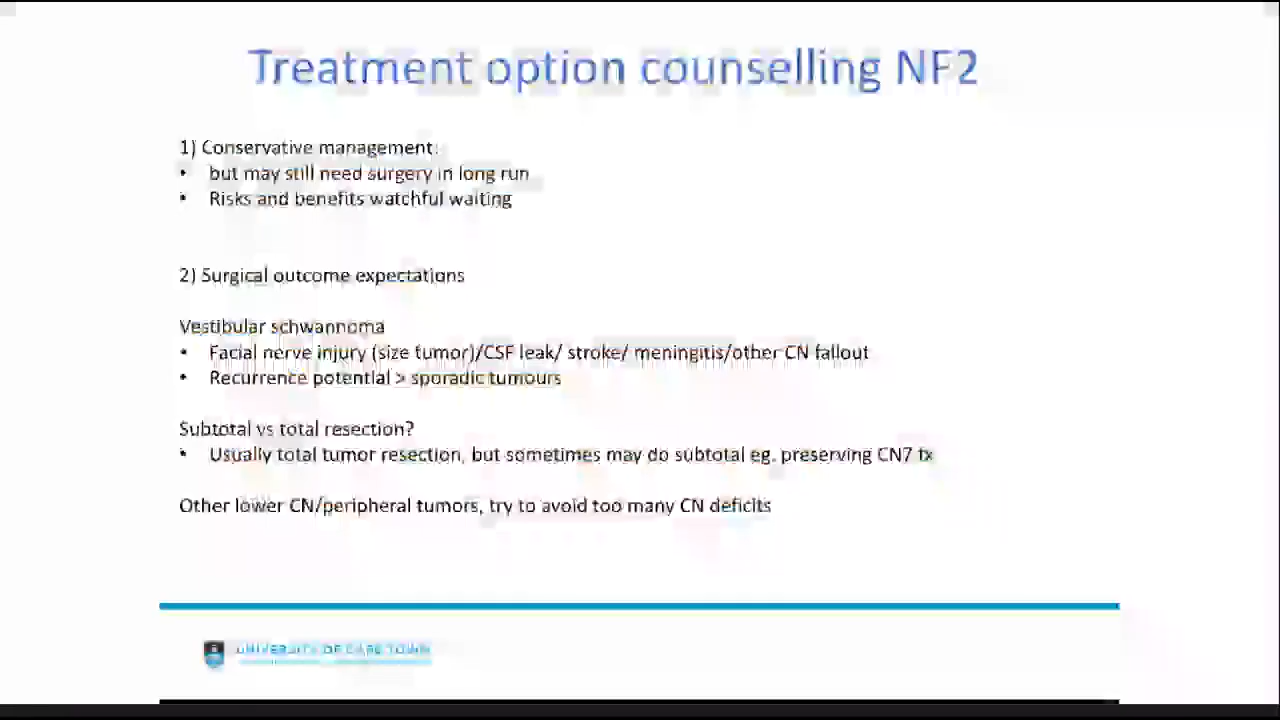 Treatment option counselling NF2
1) Conservative management:
• but may still need surgery in long run
• Risks and benefits watchful waiting
2) Surgical outcome expectations
Vestibular schwannoma
• Facial nerve injury (size tumor)/CSF leak/ stroke/ meningitis/other CN fallout
• Recurrence potential > sporadic tumours
Subtotal vs total resection?
• Usually total tumor resection, but sometimes may do subtotal eg. preserving CN7 fx
Other lower CN/peripheral tumors, try to avoid too many CN deficits
UNIVERSITY OF CAPE TOWN